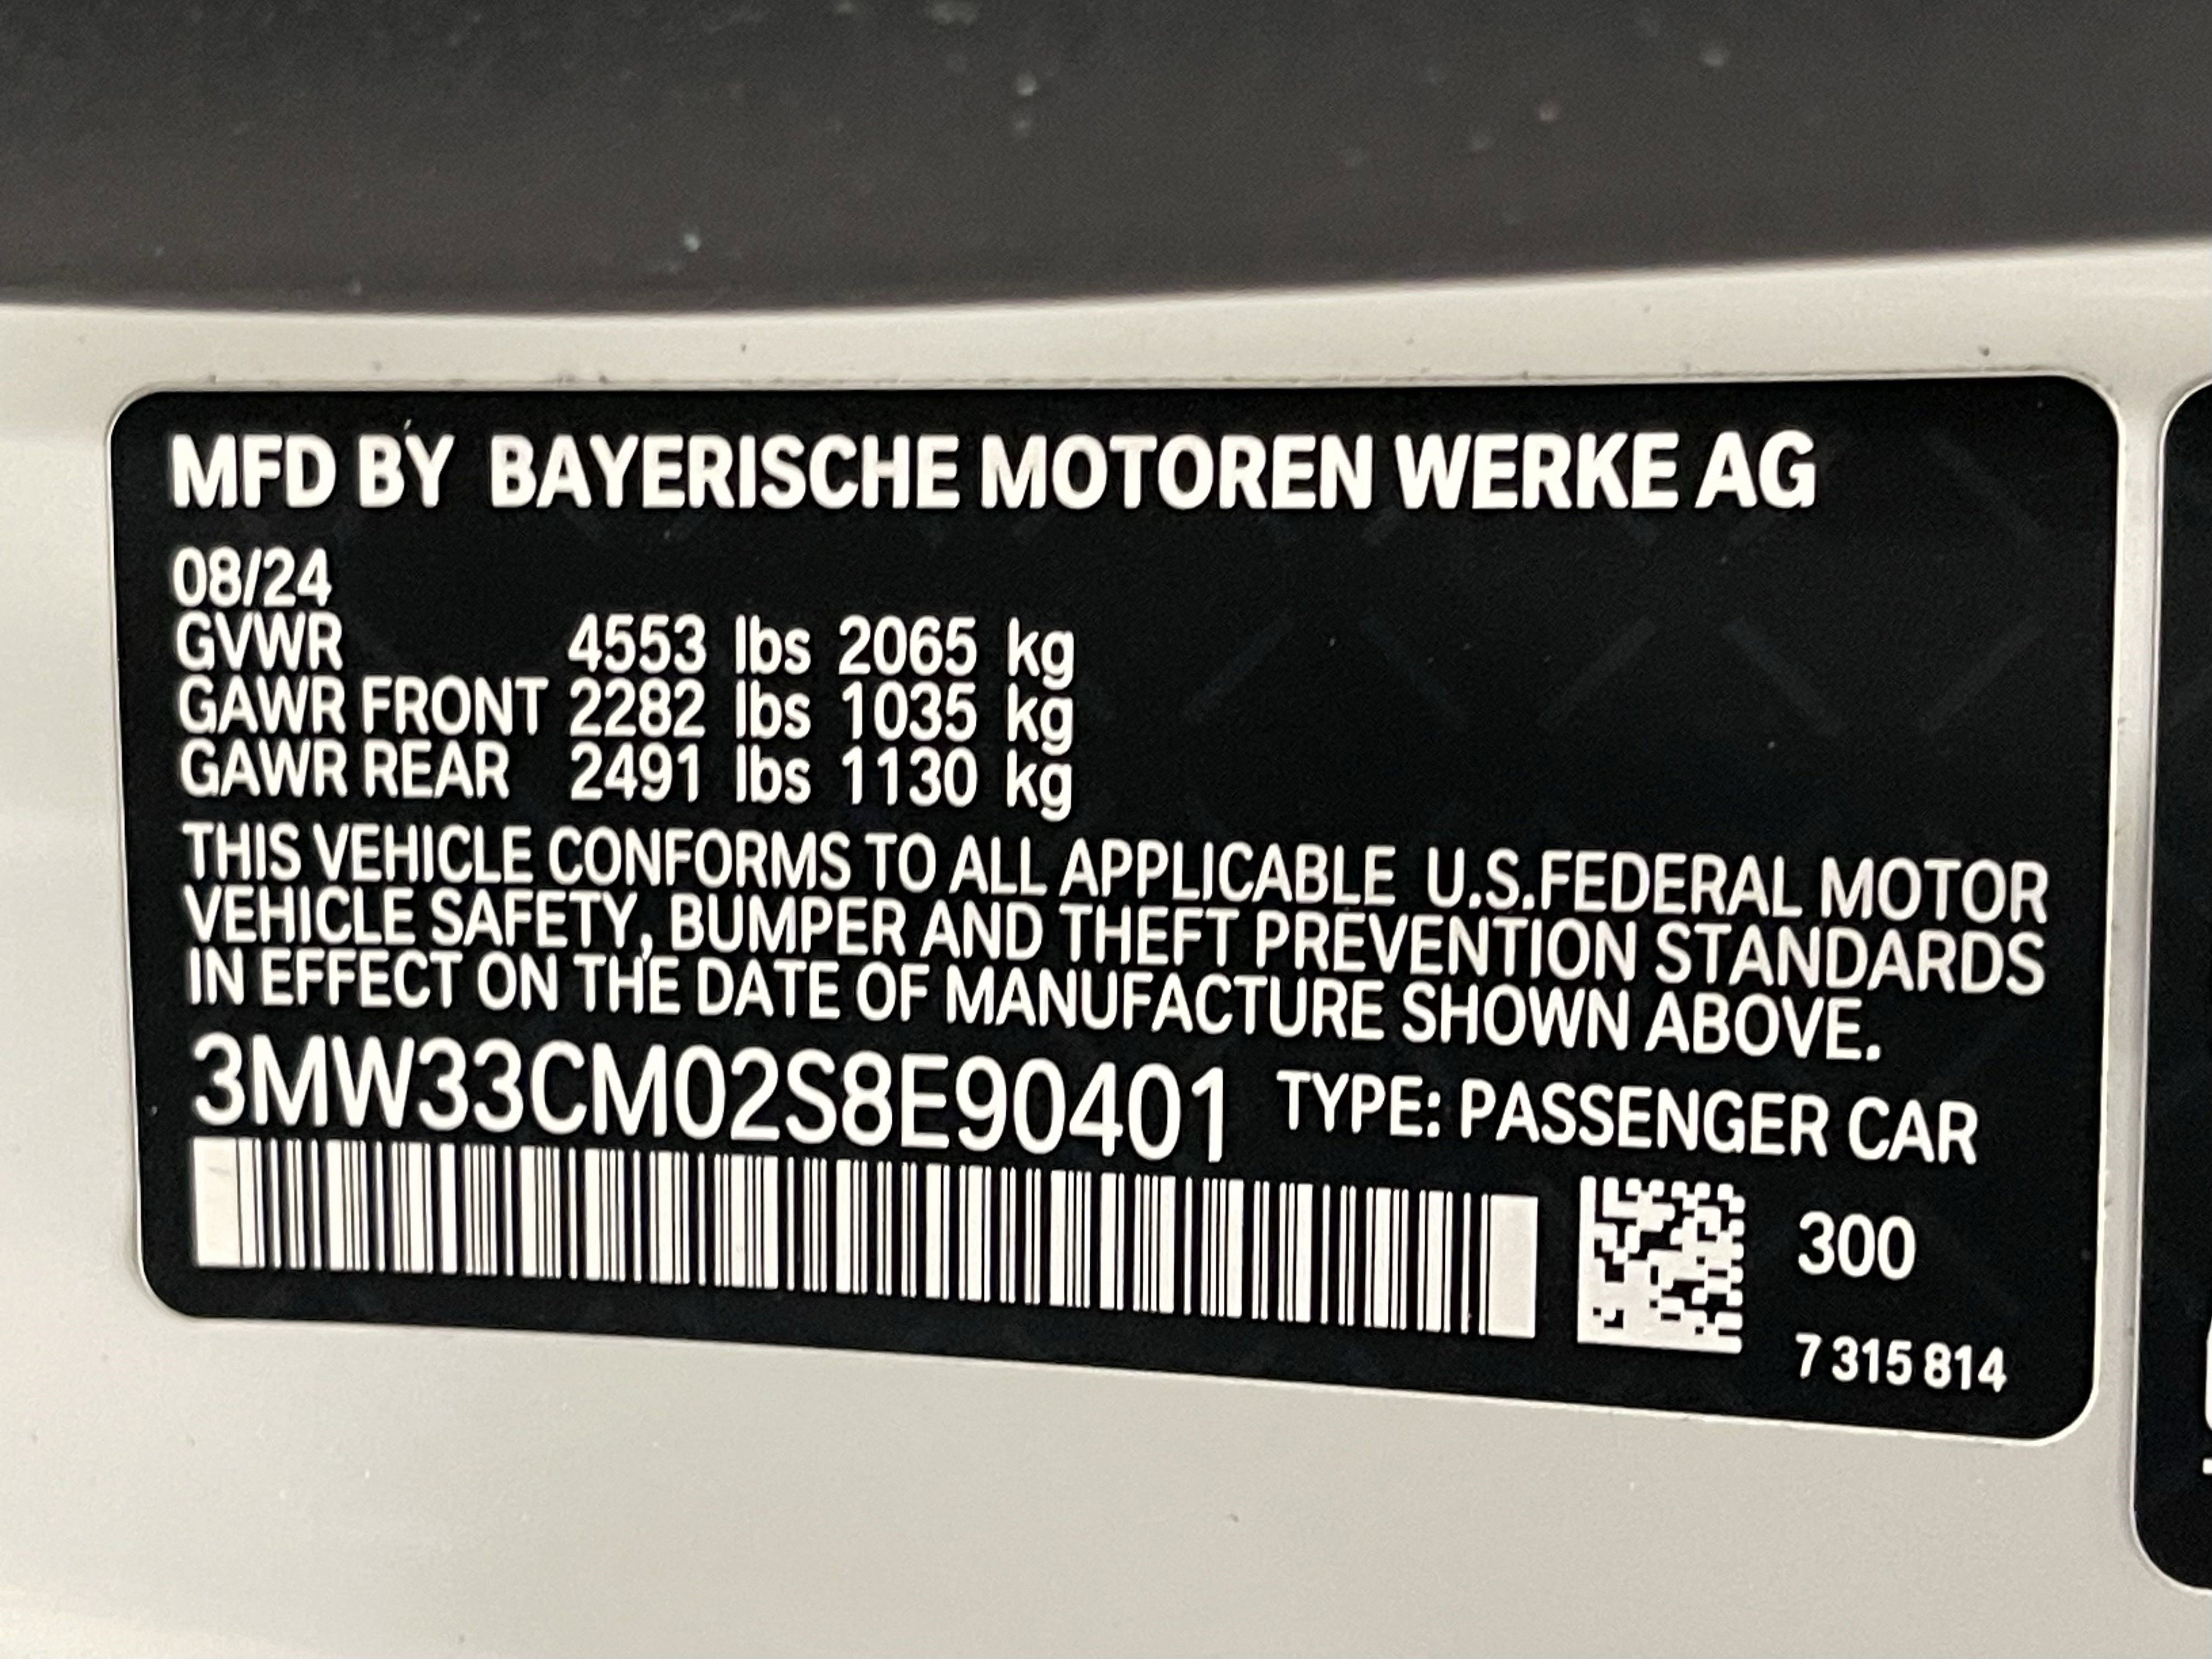 MFD BY BAYERISCHE MOTOREN WERKE AG
08/24
GVWR 4553 lbs 2065 kg
GAWR FRONT 2282 lbs 1035 kg
GAWR REAR 2491 lbs 1130 kg
THIS VEHICLE CONFORMS TO ALL APPLICABLE U.S.FEDERAL MOTOR
VEHICLE SAFETY, BUMPER AND THEFT PREVENTION STANDARDS
IN EFFECT ON THE DATE OF MANUFACTURE SHOWN ABOVE.
3MW33CM02S8E90401 TYPE: PASSENGER CAR
300
7 315 814